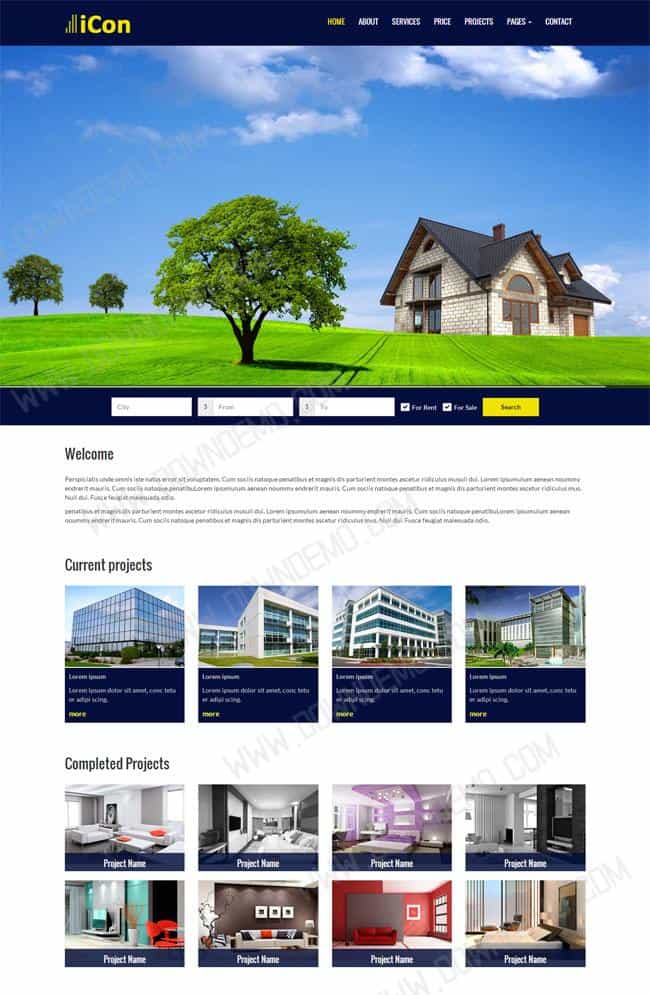 iCon
HOME ABOUT SERVICES PRICE PROJECTS PAGES CONTACT
City $ From $ To For Rent For Sale Search
Welcome
Perspiciatis unde omnis iste natus error sit voluptatem. Cum sociis natoque penatibus et magnis dis parturient montes ascetur ridiculus musuli dui. Lorem ipsumulum aenean noummy
endrerit mauris. Cum sociis natoque penatibuLorem ipsumulum aenean noummy endrerit mauris. Cum sociis natoque penatibus et magnis dis parturient montes ascetur ridiculus mus.
Null dui. Fusce feugiat malesuada odio.
penatibus et magnis dis parturient montes ascetur ridiculus musuli dui. Lorem ipsumulum aenean noummy endrerit mauris. Cum sociis natoque penatibuLorem ipsumulum aenean
noummy endrerit mauris. Cum sociis natoque penatibus et magnis dis parturient montes ascetur ridiculus mus. Null dui. Fusce feugiat malesuada odio.
Current projects
Lorem ipsum
Lorem ipsum dolor sit amet, conc tetu
er adipi scing.
more
Lorem ipsum
Lorem ipsum dolor sit amet, conc tetu
er adipi scing.
more
Lorem ipsum
Lorem ipsum dolor sit amet, conc tetu
er adipi scing.
more
Lorem ipsum
Lorem ipsum dolor sit amet, conc tetu
er adipi scing.
more
Completed Projects
Project Name
Project Name
Project Name
Project Name
Project Name
Project Name
Project Name
Project Name
WWW.DOWNDEMO.COM